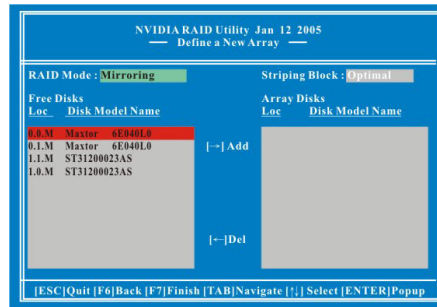 NVIDIA RAID Utility Jan 12 2005
— Define a New Array —
RAID Mode : Mirroring
Striping Block : Optimal
Free Disks
Loc Disk Model Name
0.0.M Maxtor 6E040L0
0.1.M Maxtor 6E040L0
1.1.M ST31200023AS
1.0.M ST31200023AS
[→] Add
[←]Del
Array Disks
Loc Disk Model Name
[ESC]Quit [F6]Back [F7]Finish [TAB]Navigate [↑↓] Select [ENTER]Popup